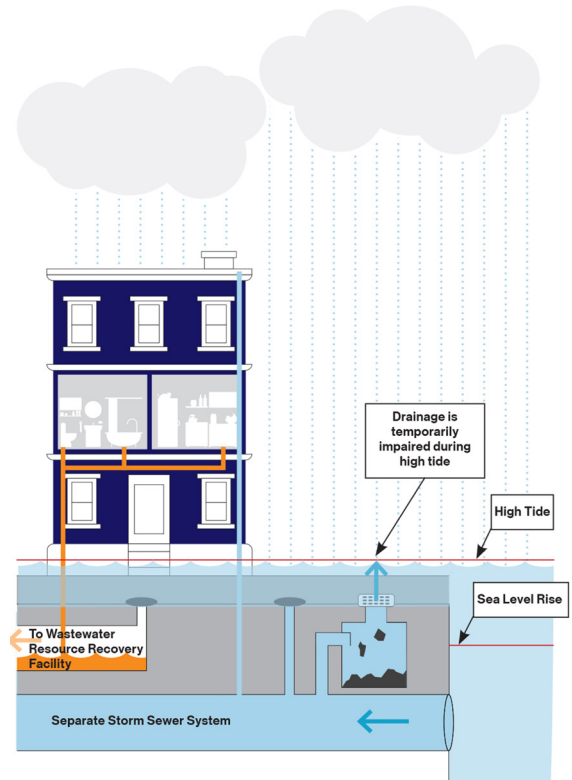 Drainage is
temporarily
impaired during
high tide
High Tide
Sea Level Rise
To Wastewater
Resource Recovery
Facility
Separate Storm Sewer System